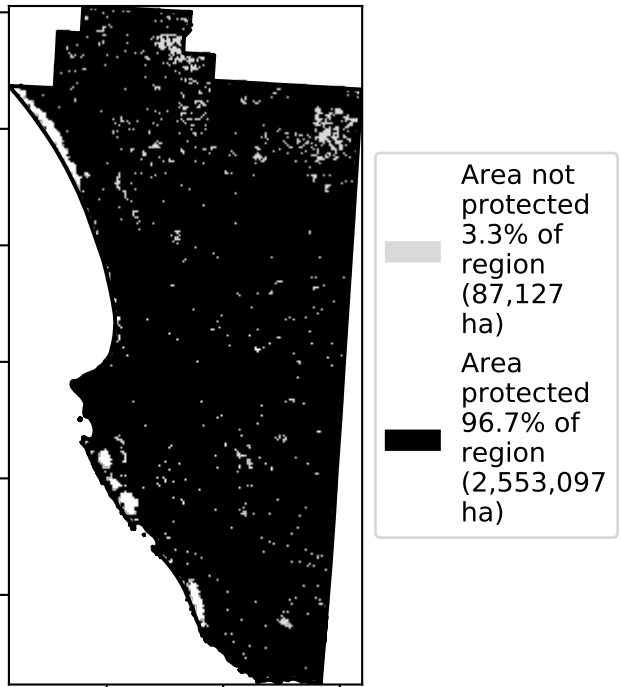 Area not
protected
3.3% of
region
(87,127
ha)
Area
protected
96.7% of
region
(2,553,097
ha)